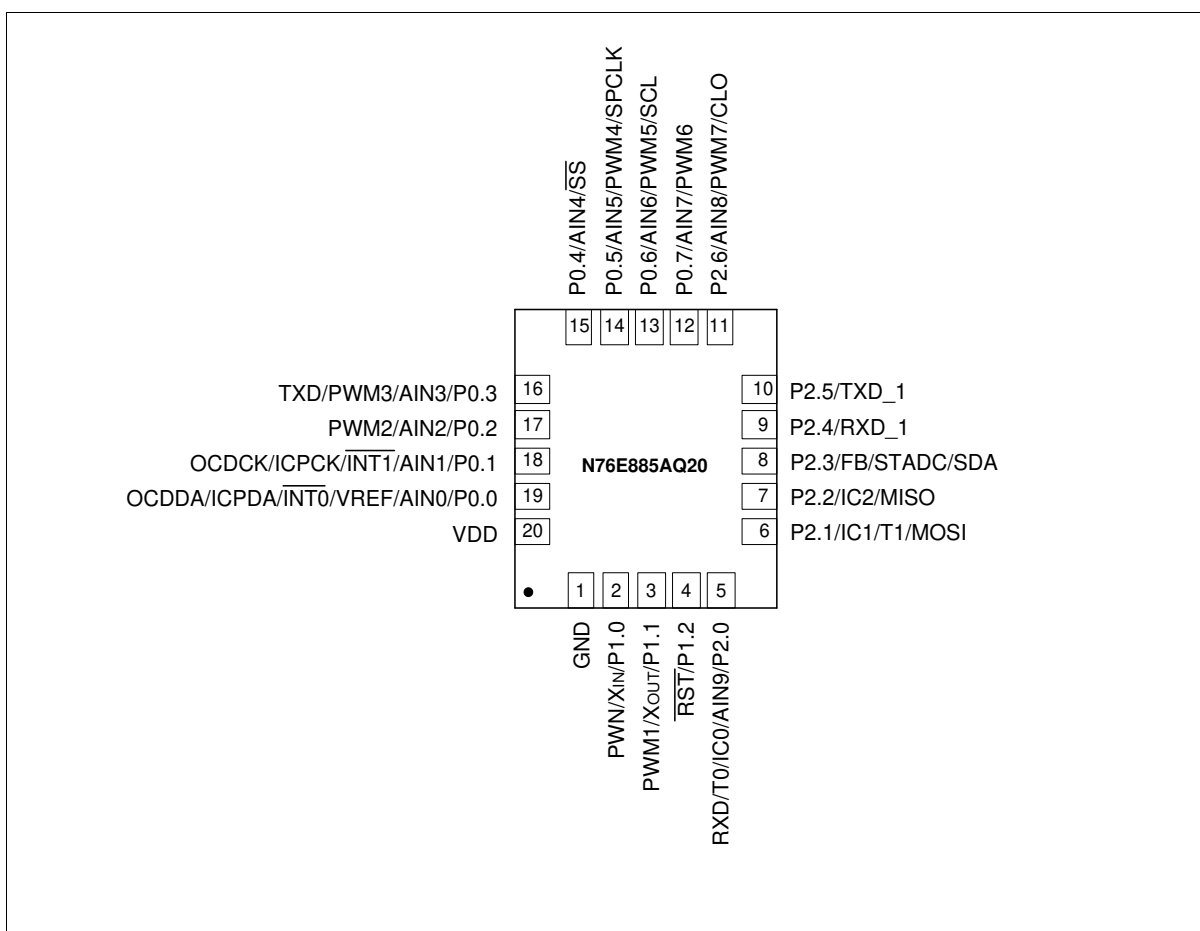 P0.4/AIN4/SS
P0.5/AIN5/PWM4/SPCLK
P0.6/AIN6/PWM5/SCL
P0.7/AIN7/PWM6
P2.6/AIN8/PWM7/CLO
15 14 13 12 11
TXD/PWM3/AIN3/P0.3 16
10 P2.5/TXD_1
PWM2/AIN2/P0.2 17
9 P2.4/RXD_1
OCDCK/ICPCK/INT1/AIN1/P0.1 18
N76E885AQ20
8 P2.3/FB/STADC/SDA
OCDDA/ICPDA/INT0/VREF/AIN0/P0.0 19
7 P2.2/IC2/MISO
VDD 20
6 P2.1/IC1/T1/MOSI
1 2 3 4 5
GND
PWN/XIN/P1.0
PWM1/XOUT/P1.1
RST/P1.2
RXD/T0/IC0/AIN9/P2.0